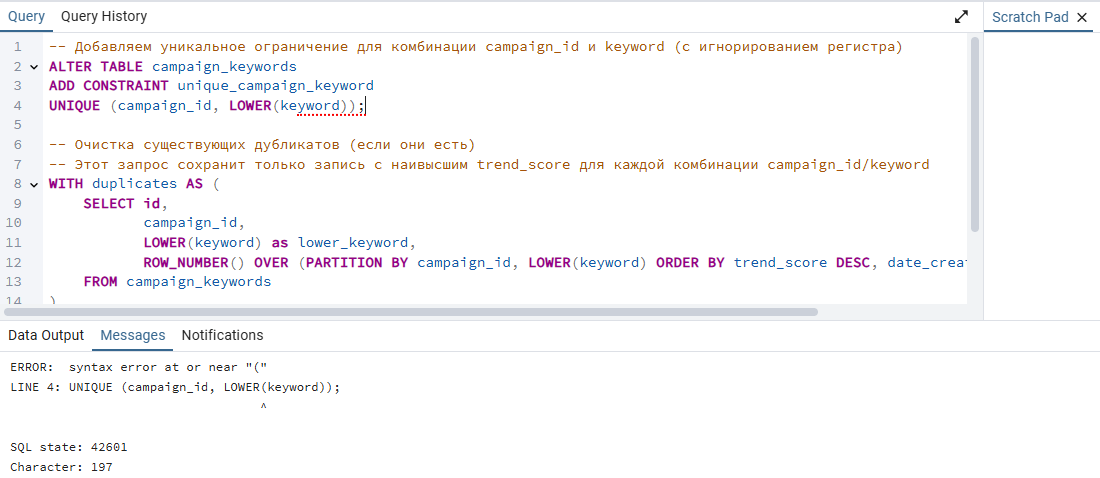 Query Query History
Scratch Pad
1 -- Добавляем уникальное ограничение для комбинации campaign_id и keyword (с игнорированием регистра)
2 ALTER TABLE campaign_keywords
3 ADD CONSTRAINT unique_campaign_keyword
4 UNIQUE (campaign_id, LOWER(keyword));
5
6 -- Очистка существующих дубликатов (если они есть)
7 -- Этот запрос сохранит только запись с наивысшим trend_score для каждой комбинации campaign_id/keyword
8 WITH duplicates AS (
9 SELECT id,
10 campaign_id,
11 LOWER(keyword) as lower_keyword,
12 ROW_NUMBER() OVER (PARTITION BY campaign_id, LOWER(keyword) ORDER BY trend_score DESC, date_creat
13 FROM campaign_keywords
14 )
Data Output Messages Notifications
ERROR: syntax error at or near "("
LINE 4: UNIQUE (campaign_id, LOWER(keyword));
^
SQL state: 42601
Character: 197